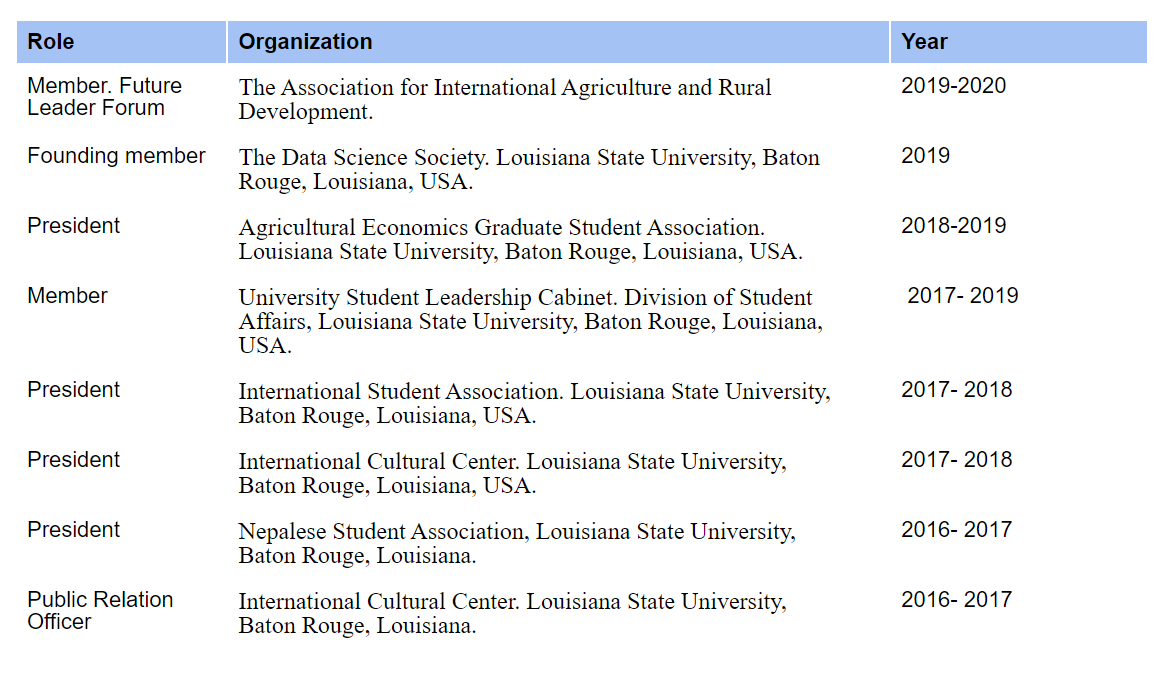 Role Organization Year
Member. Future
Leader Forum
The Association for International Agriculture and Rural
Development.
2019-2020
Founding member
The Data Science Society. Louisiana State University, Baton
Rouge, Louisiana, USA.
2019
President
Agricultural Economics Graduate Student Association.
Louisiana State University, Baton Rouge, Louisiana, USA.
2018-2019
Member
University Student Leadership Cabinet. Division of Student
Affairs, Louisiana State University, Baton Rouge, Louisiana,
USA.
2017- 2019
President
International Student Association. Louisiana State University,
Baton Rouge, Louisiana, USA.
2017- 2018
President
International Cultural Center. Louisiana State University,
Baton Rouge, Louisiana, USA.
2017- 2018
President
Nepalese Student Association, Louisiana State University,
Baton Rouge, Louisiana.
2016- 2017
Public Relation
Officer
International Cultural Center. Louisiana State University,
Baton Rouge, Louisiana.
2016- 2017